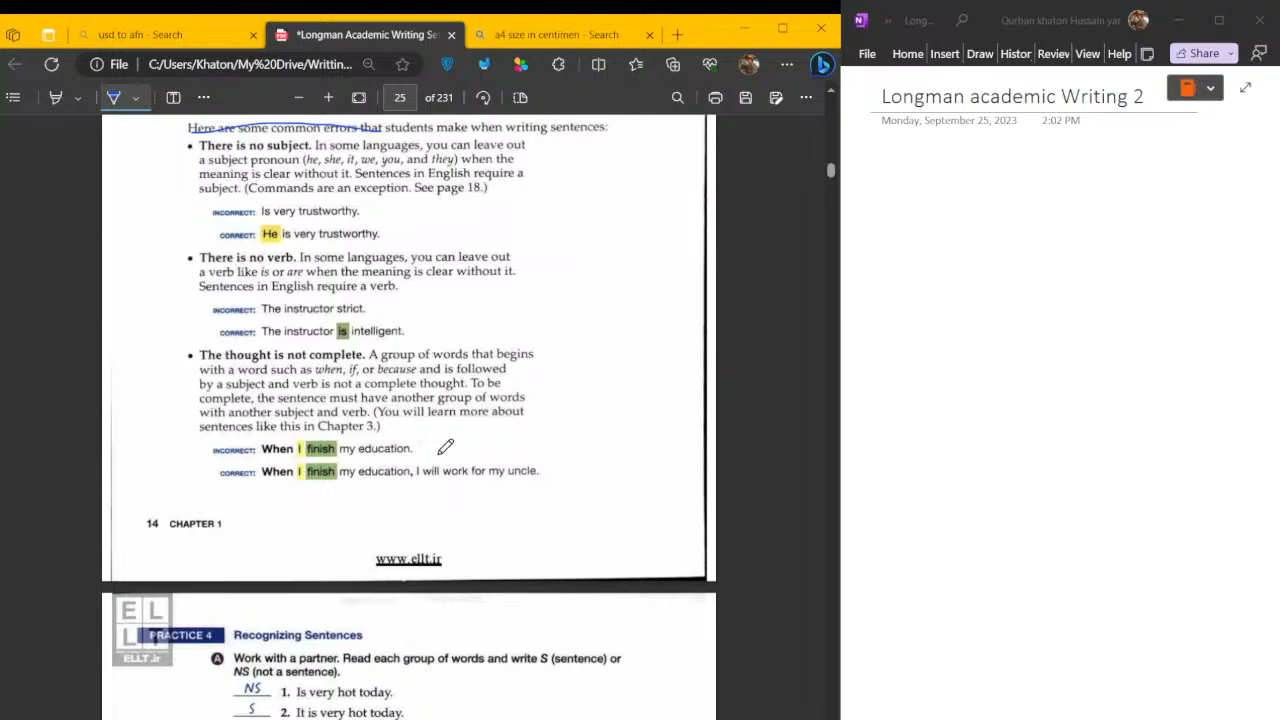 usd to afn - Search
*Longman Academic Writing Se
a4 size in centimen - Search
File
C:/Users/Khaton/My%20Drive/Writtin...
25 of 231
Here are some common errors that students make when writing sentences:
• There is no subject. In some languages, you can leave out
a subject pronoun (he, she, it, we, you, and they) when the
meaning is clear without it. Sentences in English require a
subject. (Commands are an exception. See page 18.)
INCORRECT: Is very trustworthy.
CORRECT: He is very trustworthy.
• There is no verb. In some languages, you can leave out
a verb like is or are when the meaning is clear without it.
Sentences in English require a verb.
INCORRECT: The instructor strict.
CORRECT: The instructor is intelligent.
• The thought is not complete. A group of words that begins
with a word such as when, if, or because and is followed
by a subject and verb is not a complete thought. To be
complete, the sentence must have another group of words
with another subject and verb. (You will learn more about
sentences like this in Chapter 3.)
INCORRECT: When I finish my education.
CORRECT: When I finish my education, I will work for my uncle.
14 CHAPTER 1
www.ellt.ir
E L
L T
ELLT.ir
PRACTICE 4 Recognizing Sentences
A Work with a partner. Read each group of words and write S (sentence) or
NS (not a sentence).
NS 1. Is very hot today.
S 2. It is very hot today.
N Long... Qurban khaton Hussain yar
File Home Insert Draw Histor Review View Help Share
Longman academic Writing 2
Monday, September 25, 2023 2:02 PM